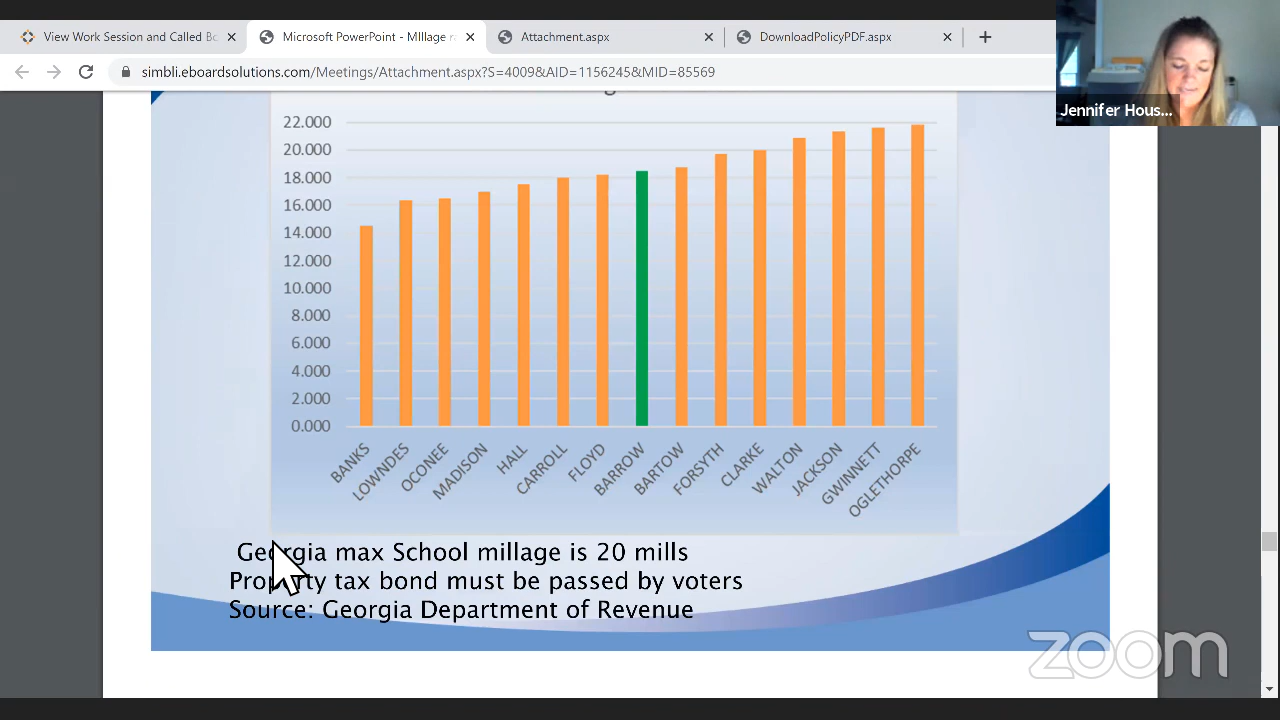 View Work Session and Called Bo
Microsoft PowerPoint - MIllage ra
Attachment.aspx
DownloadPolicyPDF.aspx
simbli.eboardsolutions.com/Meetings/Attachment.aspx?S=4009&AID=1156245&MID=85569
Jennifer Hous...
22.000
20.000
18.000
16.000
14.000
12.000
10.000
8.000
6.000
4.000
2.000
0.000
BANKS
LOWNDES
OCONEE
MADISON
HALL
CARROLL
FLOYD
BARROW
BARTOW
FORSYTH
CLARKE
WALTON
JACKSON
GWINNETT
OGLETHORPE
Georgia max School millage is 20 mills
Property tax bond must be passed by voters
Source: Georgia Department of Revenue
zoom